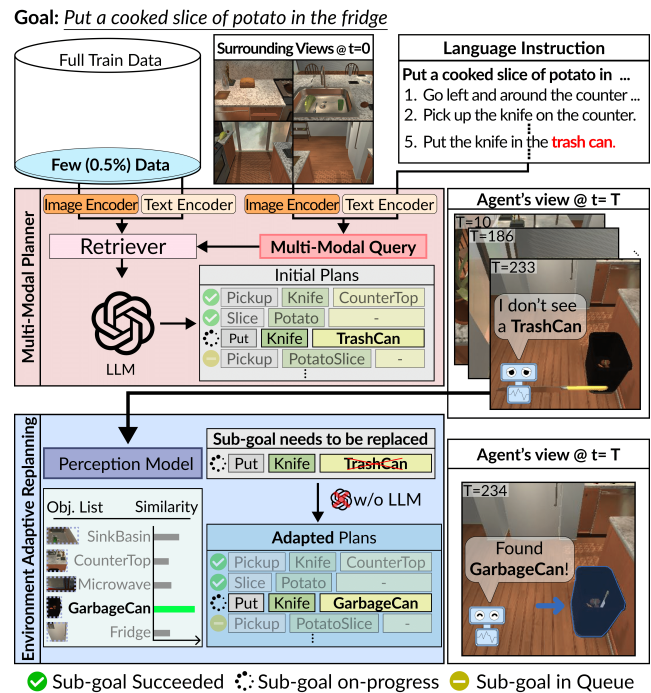 Goal: Put a cooked slice of potato in the fridge
Full Train Data
Few (0.5%) Data
Surrounding Views @ t=0
Language Instruction
Put a cooked slice of potato in ...
1. Go left and around the counter ...
2. Pick up the knife on the counter.
5. Put the knife in the trash can.
Multi-Modal Planner
Image Encoder
Text Encoder
Image Encoder
Text Encoder
Retriever
Multi-Modal Query
LLM
Initial Plans
Pickup Knife CounterTop
Slice Potato -
Put Knife TrashCan
Pickup PotatoSlice -
Agent's view @ t= T
T=10
T=186
T=233
I don't see
a TrashCan
Environment Adaptive Replanning
Perception Model
Obj. List Similarity
SinkBasin
CounterTop
Microwave
GarbageCan
Fridge
Sub-goal needs to be replaced
Put Knife TrashCan
w/o LLM
Adapted Plans
Pickup Knife CounterTop
Slice Potato -
Put Knife GarbageCan
Pickup PotatoSlice -
Agent's view @ t= T
T=234
Found
GarbageCan!
Sub-goal Succeeded Sub-goal on-progress Sub-goal in Queue